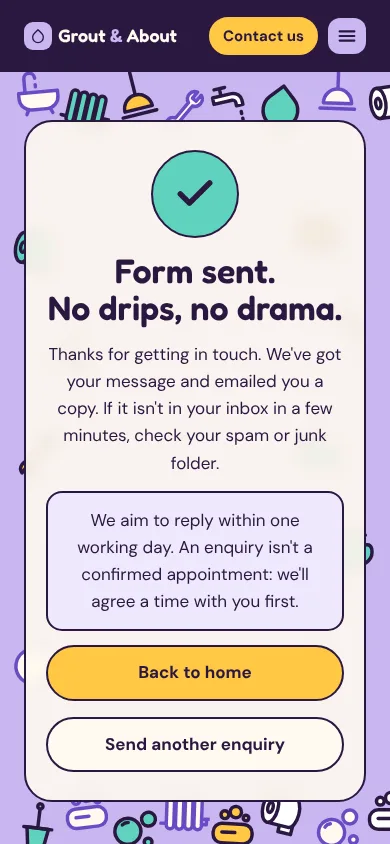 Grout & About
Contact us
Form sent.
No drips, no drama.
Thanks for getting in touch. We've got
your message and emailed you a
copy. If it isn't in your inbox in a few
minutes, check your spam or junk
folder.
We aim to reply within one
working day. An enquiry isn't a
confirmed appointment: we'll
agree a time with you first.
Back to home
Send another enquiry